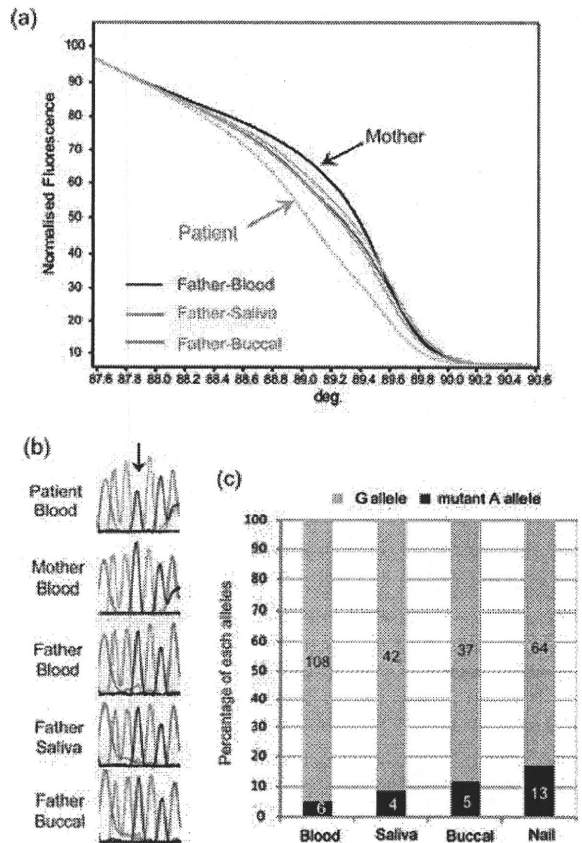 (a)
100
90
80
70
60
50
40
30
20
10
Normalised Fluorescence
Mother
Patient
Father-Blood
Father-Saliva
Father-Buccal
87.6 87.8 88.0 88.2 88.4 88.6 88.8 89.0 89.2 89.4 89.6 89.8 90.0 90.2 90.4 90.6
deg.
(b)
Patient
Blood
Mother
Blood
Father
Blood
Father
Saliva
Father
Buccal
(c)
G allele mutant A allele
Percentage of each alleles
100
90
80
70
60
50
40
30
20
10
0
108 42 37 64
6 4 5 13
Blood Saliva Buccal Nail